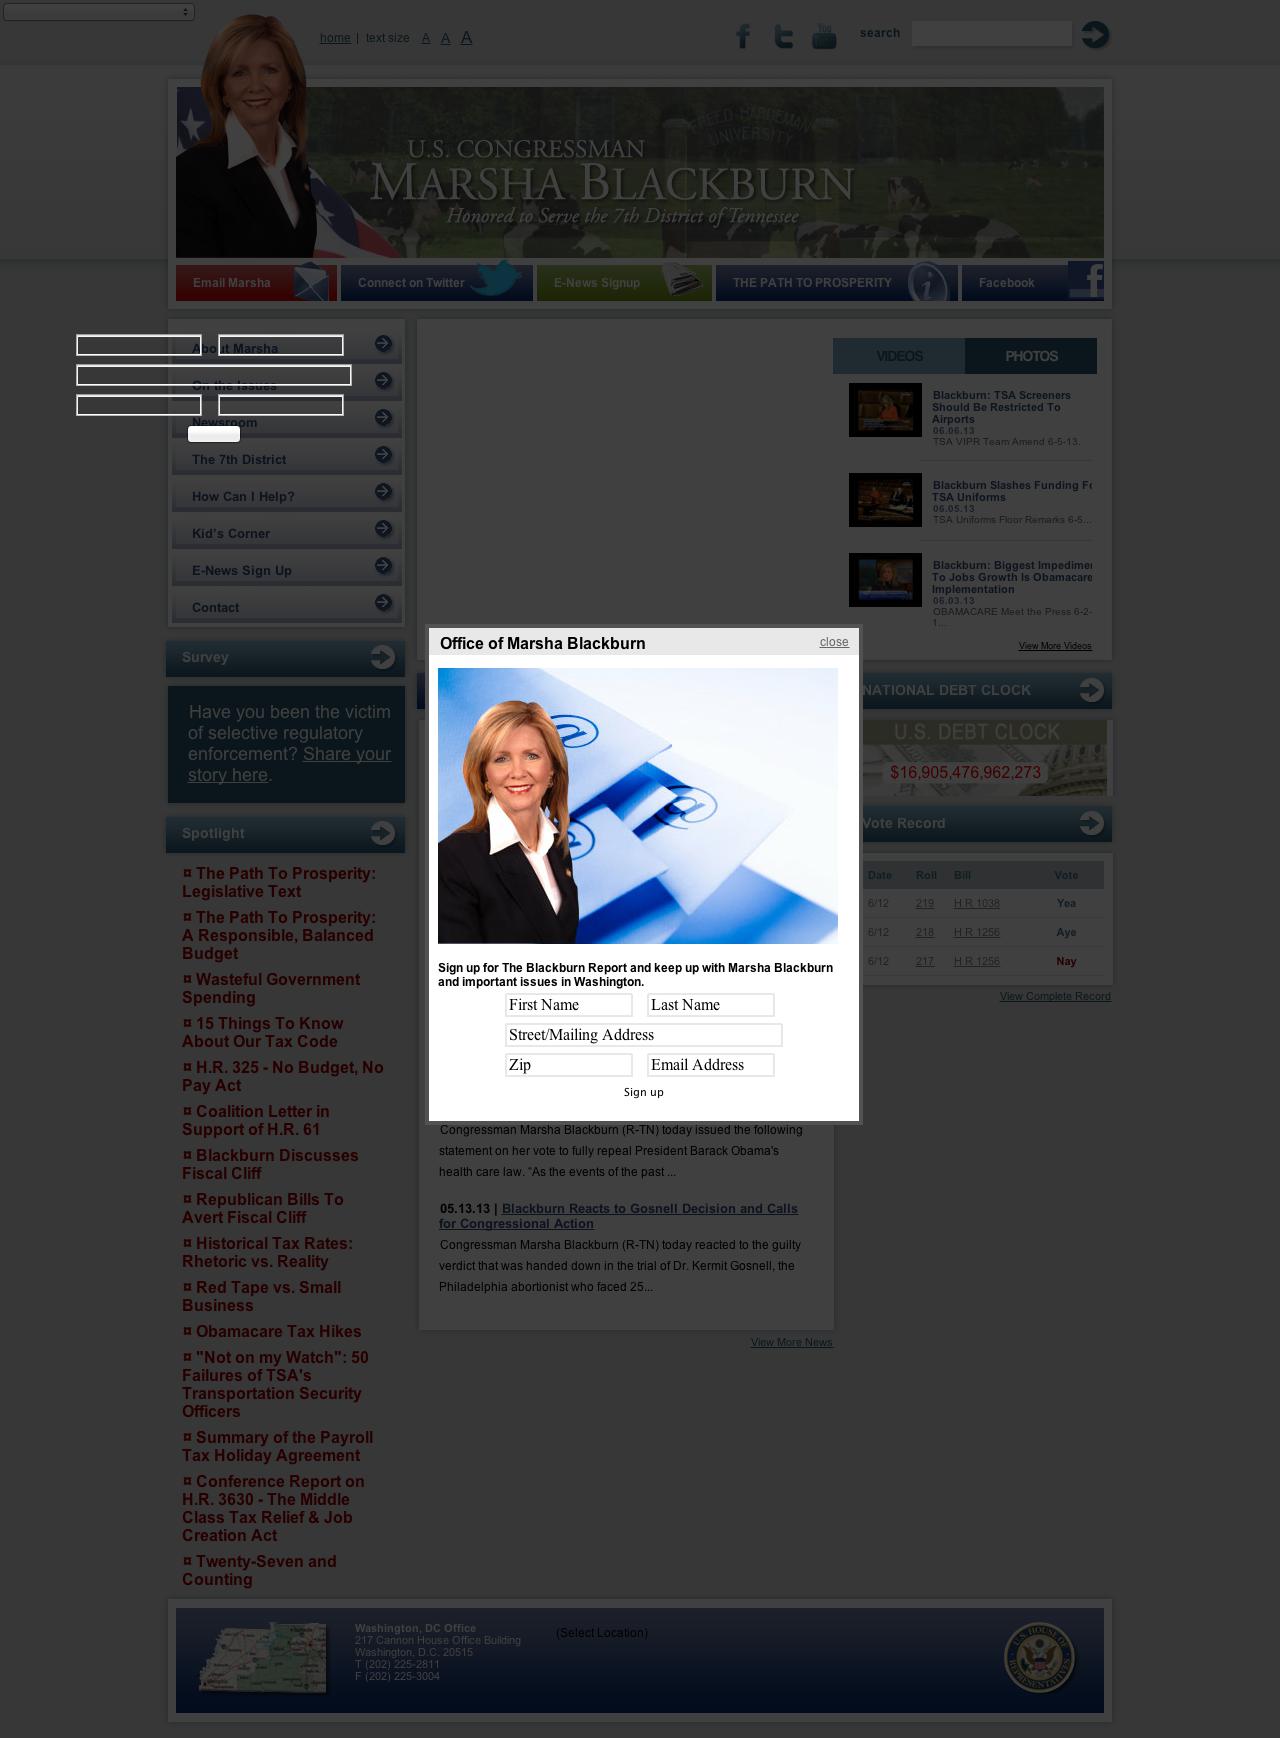 home | text size A A A
search
FREED HARDEMAN
UNIVERSITY
U.S. CONGRESSMAN
MARSHA BLACKBURN
Honored to Serve the 7th District of Tennessee
Email Marsha
Connect on Twitter
E-News Signup
THE PATH TO PROSPERITY
Facebook
About Marsha
On the Issues
Newsroom
The 7th District
How Can I Help?
Kid's Corner
E-News Sign Up
Contact
VIDEOS
PHOTOS
Blackburn: TSA Screeners
Should Be Restricted To
Airports
06.06.13
TSA VIPR Team Amend 6-5-13.
Blackburn Slashes Funding Fo
TSA Uniforms
06.05.13
TSA Uniforms Floor Remarks 6-5...
Blackburn: Biggest Impedimen
To Jobs Growth Is Obamacare
Implementation
06.03.13
OBAMACARE Meet the Press 6-2-
1...
View More Videos
Survey
Have you been the victim
of selective regulatory
enforcement? Share your
story here.
Spotlight
¤ The Path To Prosperity:
Legislative Text
¤ The Path To Prosperity:
A Responsible, Balanced
Budget
¤ Wasteful Government
Spending
¤ 15 Things To Know
About Our Tax Code
¤ H.R. 325 - No Budget, No
Pay Act
¤ Coalition Letter in
Support of H.R. 61
¤ Blackburn Discusses
Fiscal Cliff
¤ Republican Bills To
Avert Fiscal Cliff
¤ Historical Tax Rates:
Rhetoric vs. Reality
¤ Red Tape vs. Small
Business
¤ Obamacare Tax Hikes
¤ "Not on my Watch": 50
Failures of TSA's
Transportation Security
Officers
¤ Summary of the Payroll
Tax Holiday Agreement
¤ Conference Report on
H.R. 3630 - The Middle
Class Tax Relief & Job
Creation Act
¤ Twenty-Seven and
Counting
Office of Marsha Blackburn
close
Sign up for The Blackburn Report and keep up with Marsha Blackburn
and important issues in Washington.
First Name
Last Name
Street/Mailing Address
Zip
Email Address
Sign up
Congressman Marsha Blackburn (R-TN) today issued the following
statement on her vote to fully repeal President Barack Obama's
health care law. "As the events of the past ...
05.13.13 | Blackburn Reacts to Gosnell Decision and Calls
for Congressional Action
Congressman Marsha Blackburn (R-TN) today reacted to the guilty
verdict that was handed down in the trial of Dr. Kermit Gosnell, the
Philadelphia abortionist who faced 25...
View More News
NATIONAL DEBT CLOCK
U.S. DEBT CLOCK
$16,905,476,962,273
Vote Record
Date Roll Bill Vote
6/12 219 H R 1038 Yea
6/12 218 H R 1256 Aye
6/12 217 H R 1256 Nay
View Complete Record
Washington, DC Office
217 Cannon House Office Building
Washington, D.C. 20515
T (202) 225-2811
F (202) 225-3004
(Select Location)
U.S. HOUSE OF
REPRESENTATIVES